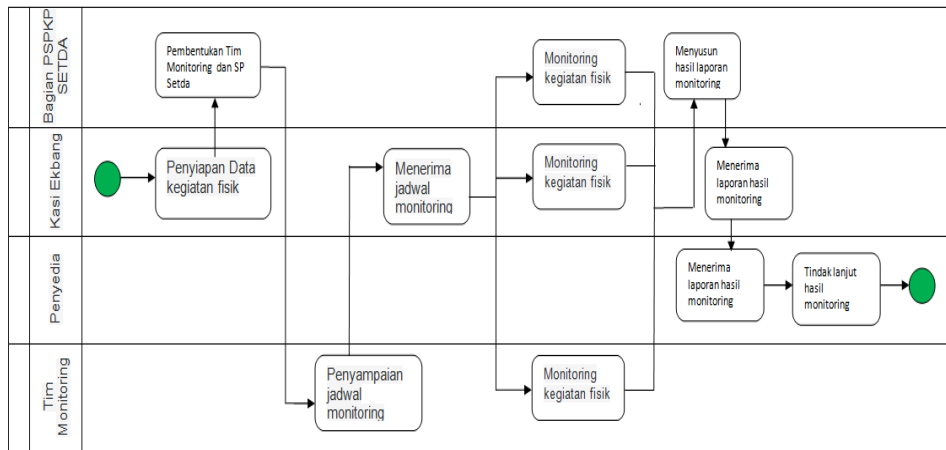 Bagian PSPKP
SETDA
Pembentukan Tim
Monitoring dan SP
Setda
Monitoring
kegiatan fisik
Menyusun
hasil laporan
monitoring
Kasi Ekbang
Penyiapan Data
kegiatan fisik
Menerima
jadwal
monitoring
Monitoring
kegiatan fisik
Menerima
laporan hasil
monitoring
Penyedia
Menerima
laporan hasil
monitoring
Tindak lanjut
hasil
monitoring
Tim
Monitoring
Penyampaian
jadwal
monitoring
Monitoring
kegiatan fisik